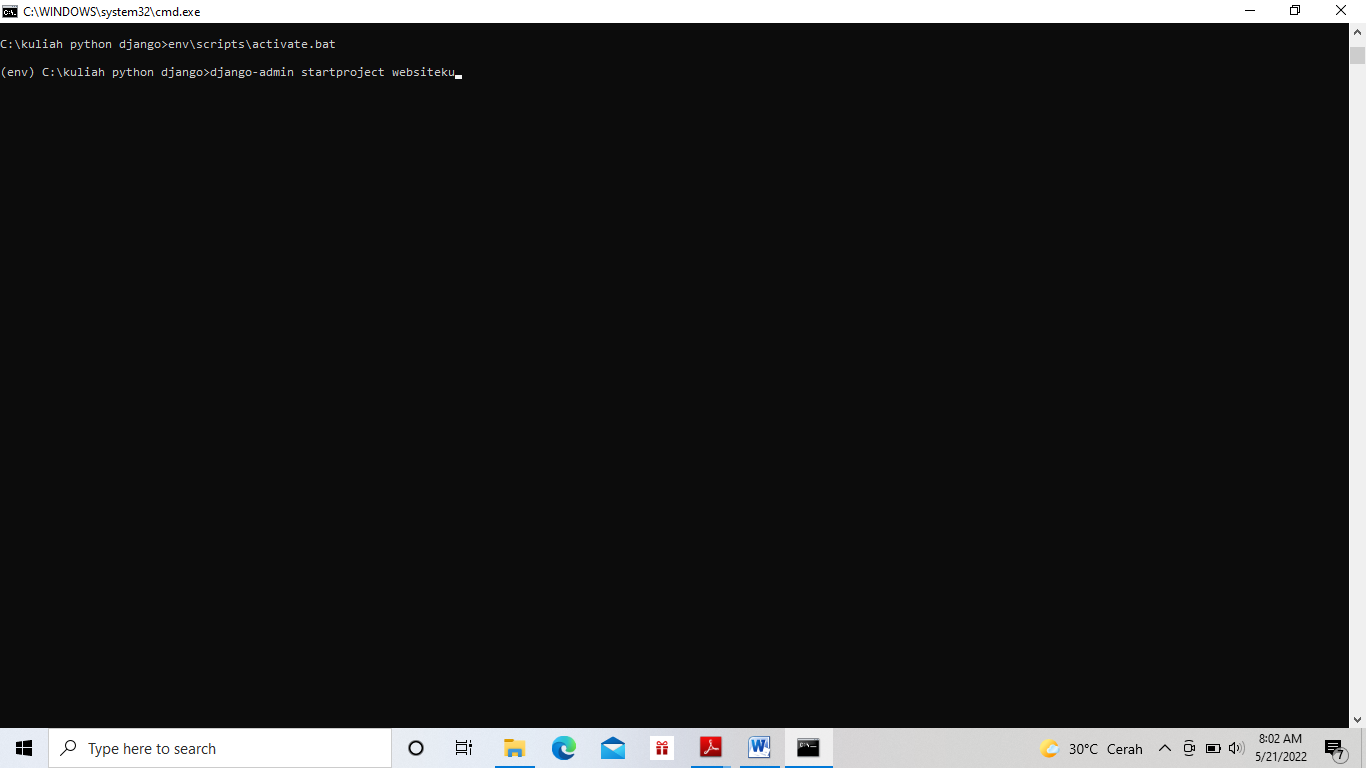 C:\WINDOWS\system32\cmd.exe
C:\kuliah python django>env\scripts\activate.bat
(env) C:\kuliah python django>django-admin startproject websiteku
Type here to search
30°C Cerah
8:02 AM
5/21/2022
7